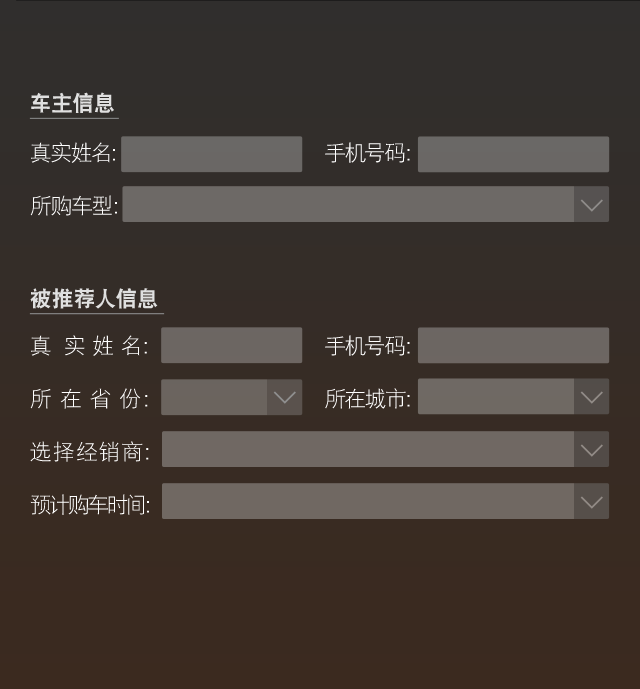 车主信息
真实姓名: 手机号码:
所购车型:
被推荐人信息
真实姓名: 手机号码:
所在省份: 所在城市:
选择经销商:
预计购车时间: